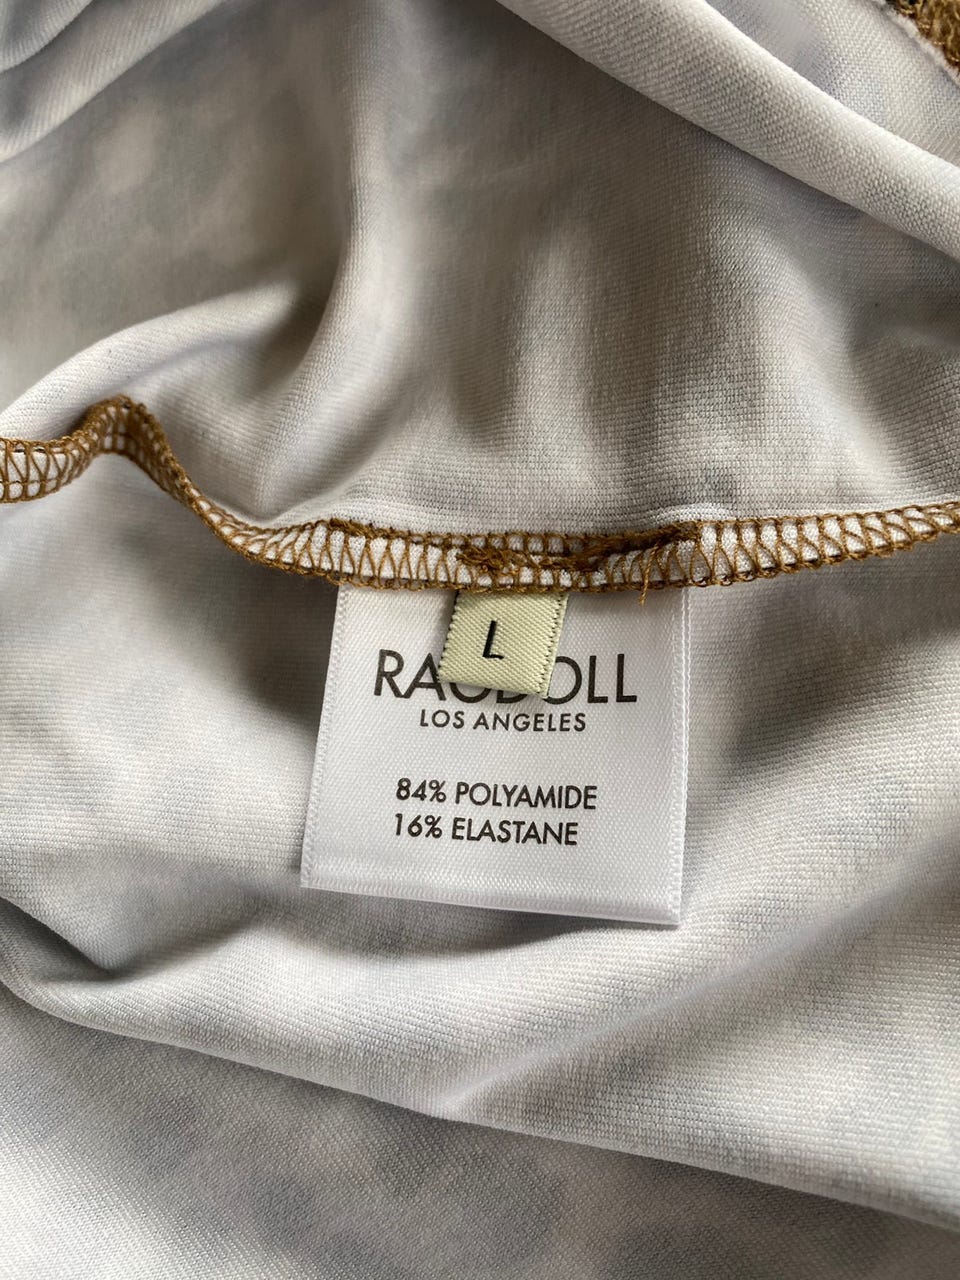 L
RAGDOLL
LOS ANGELES
84% POLYAMIDE
16% ELASTANE